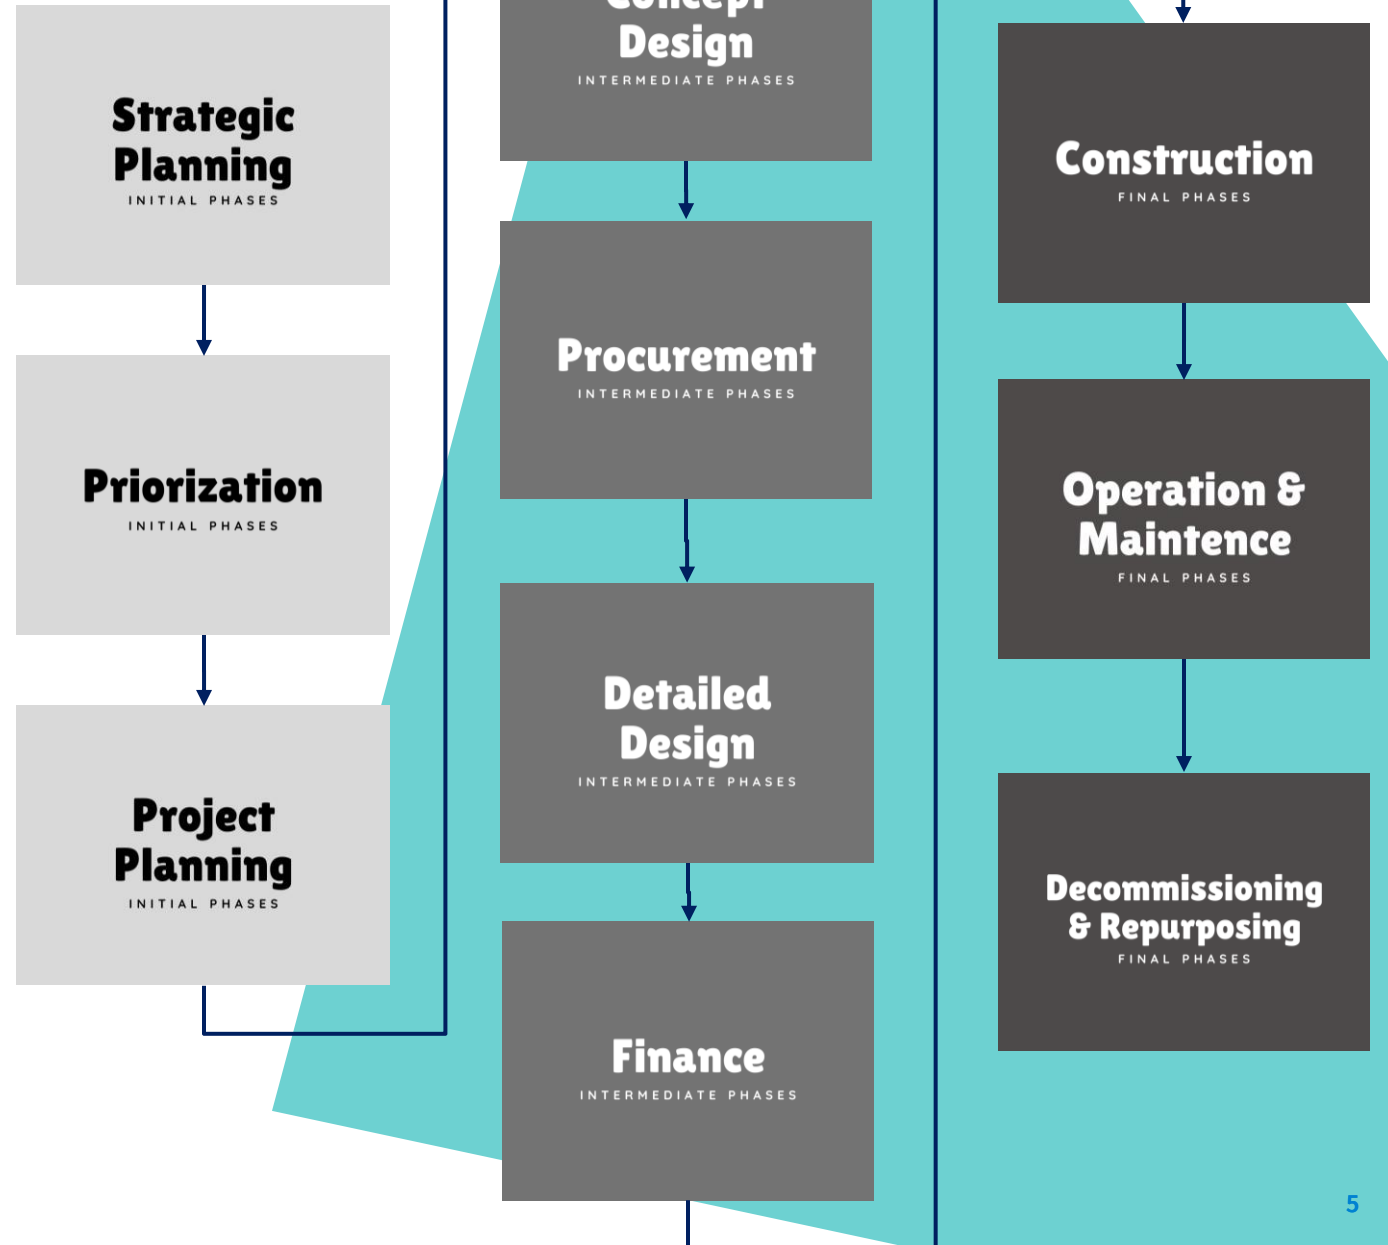 Strategic
Planning
INITIAL PHASES
Priorization
INITIAL PHASES
Project
Planning
INITIAL PHASES
Concept
Design
INTERMEDIATE PHASES
Procurement
INTERMEDIATE PHASES
Detailed
Design
INTERMEDIATE PHASES
Finance
INTERMEDIATE PHASES
Construction
FINAL PHASES
Operation &
Maintence
FINAL PHASES
Decommissioning
& Repurposing
FINAL PHASES
5